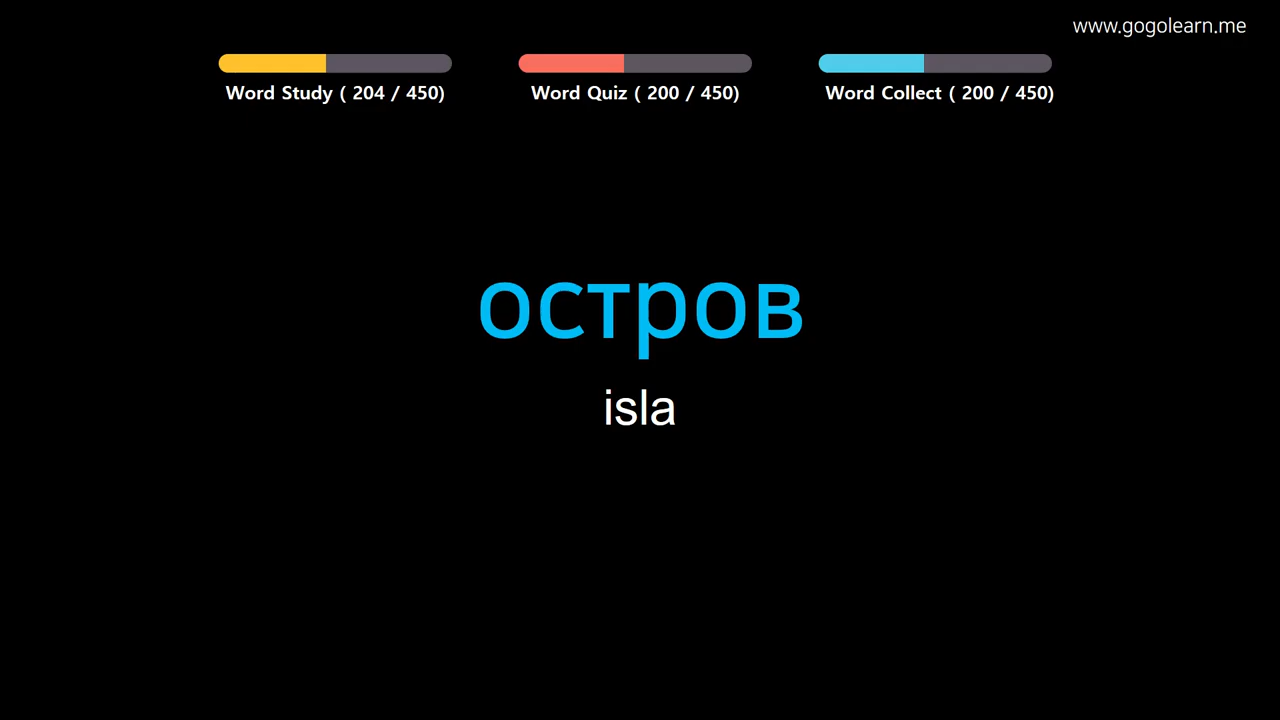 www.gogolearn.me
Word Study ( 204 / 450)
Word Quiz ( 200 / 450)
Word Collect ( 200 / 450)
остров
isla